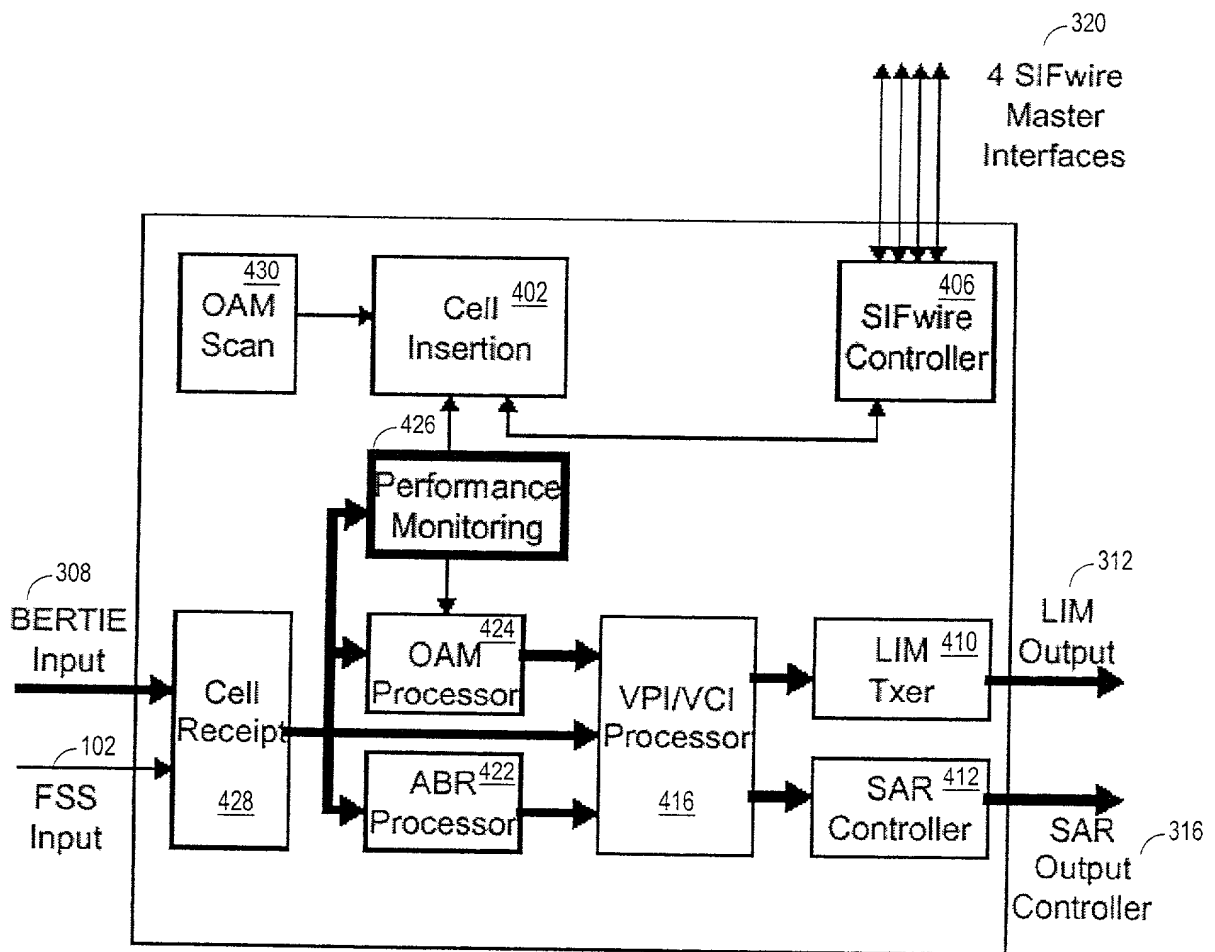 320
4 SIFwire
Master
Interfaces
430
OAM
Scan
402
Cell
Insertion
406
SIFwire
Controller
426
Performance
Monitoring
308
BERTIE
Input
102
FSS
Input
Cell
Receipt
428
424
OAM
Processor
ABR 422
Processor
VPI/VCI
Processor
416
LIM 410
Txer
SAR 412
Controller
312
LIM
Output
SAR
Output
Controller
316